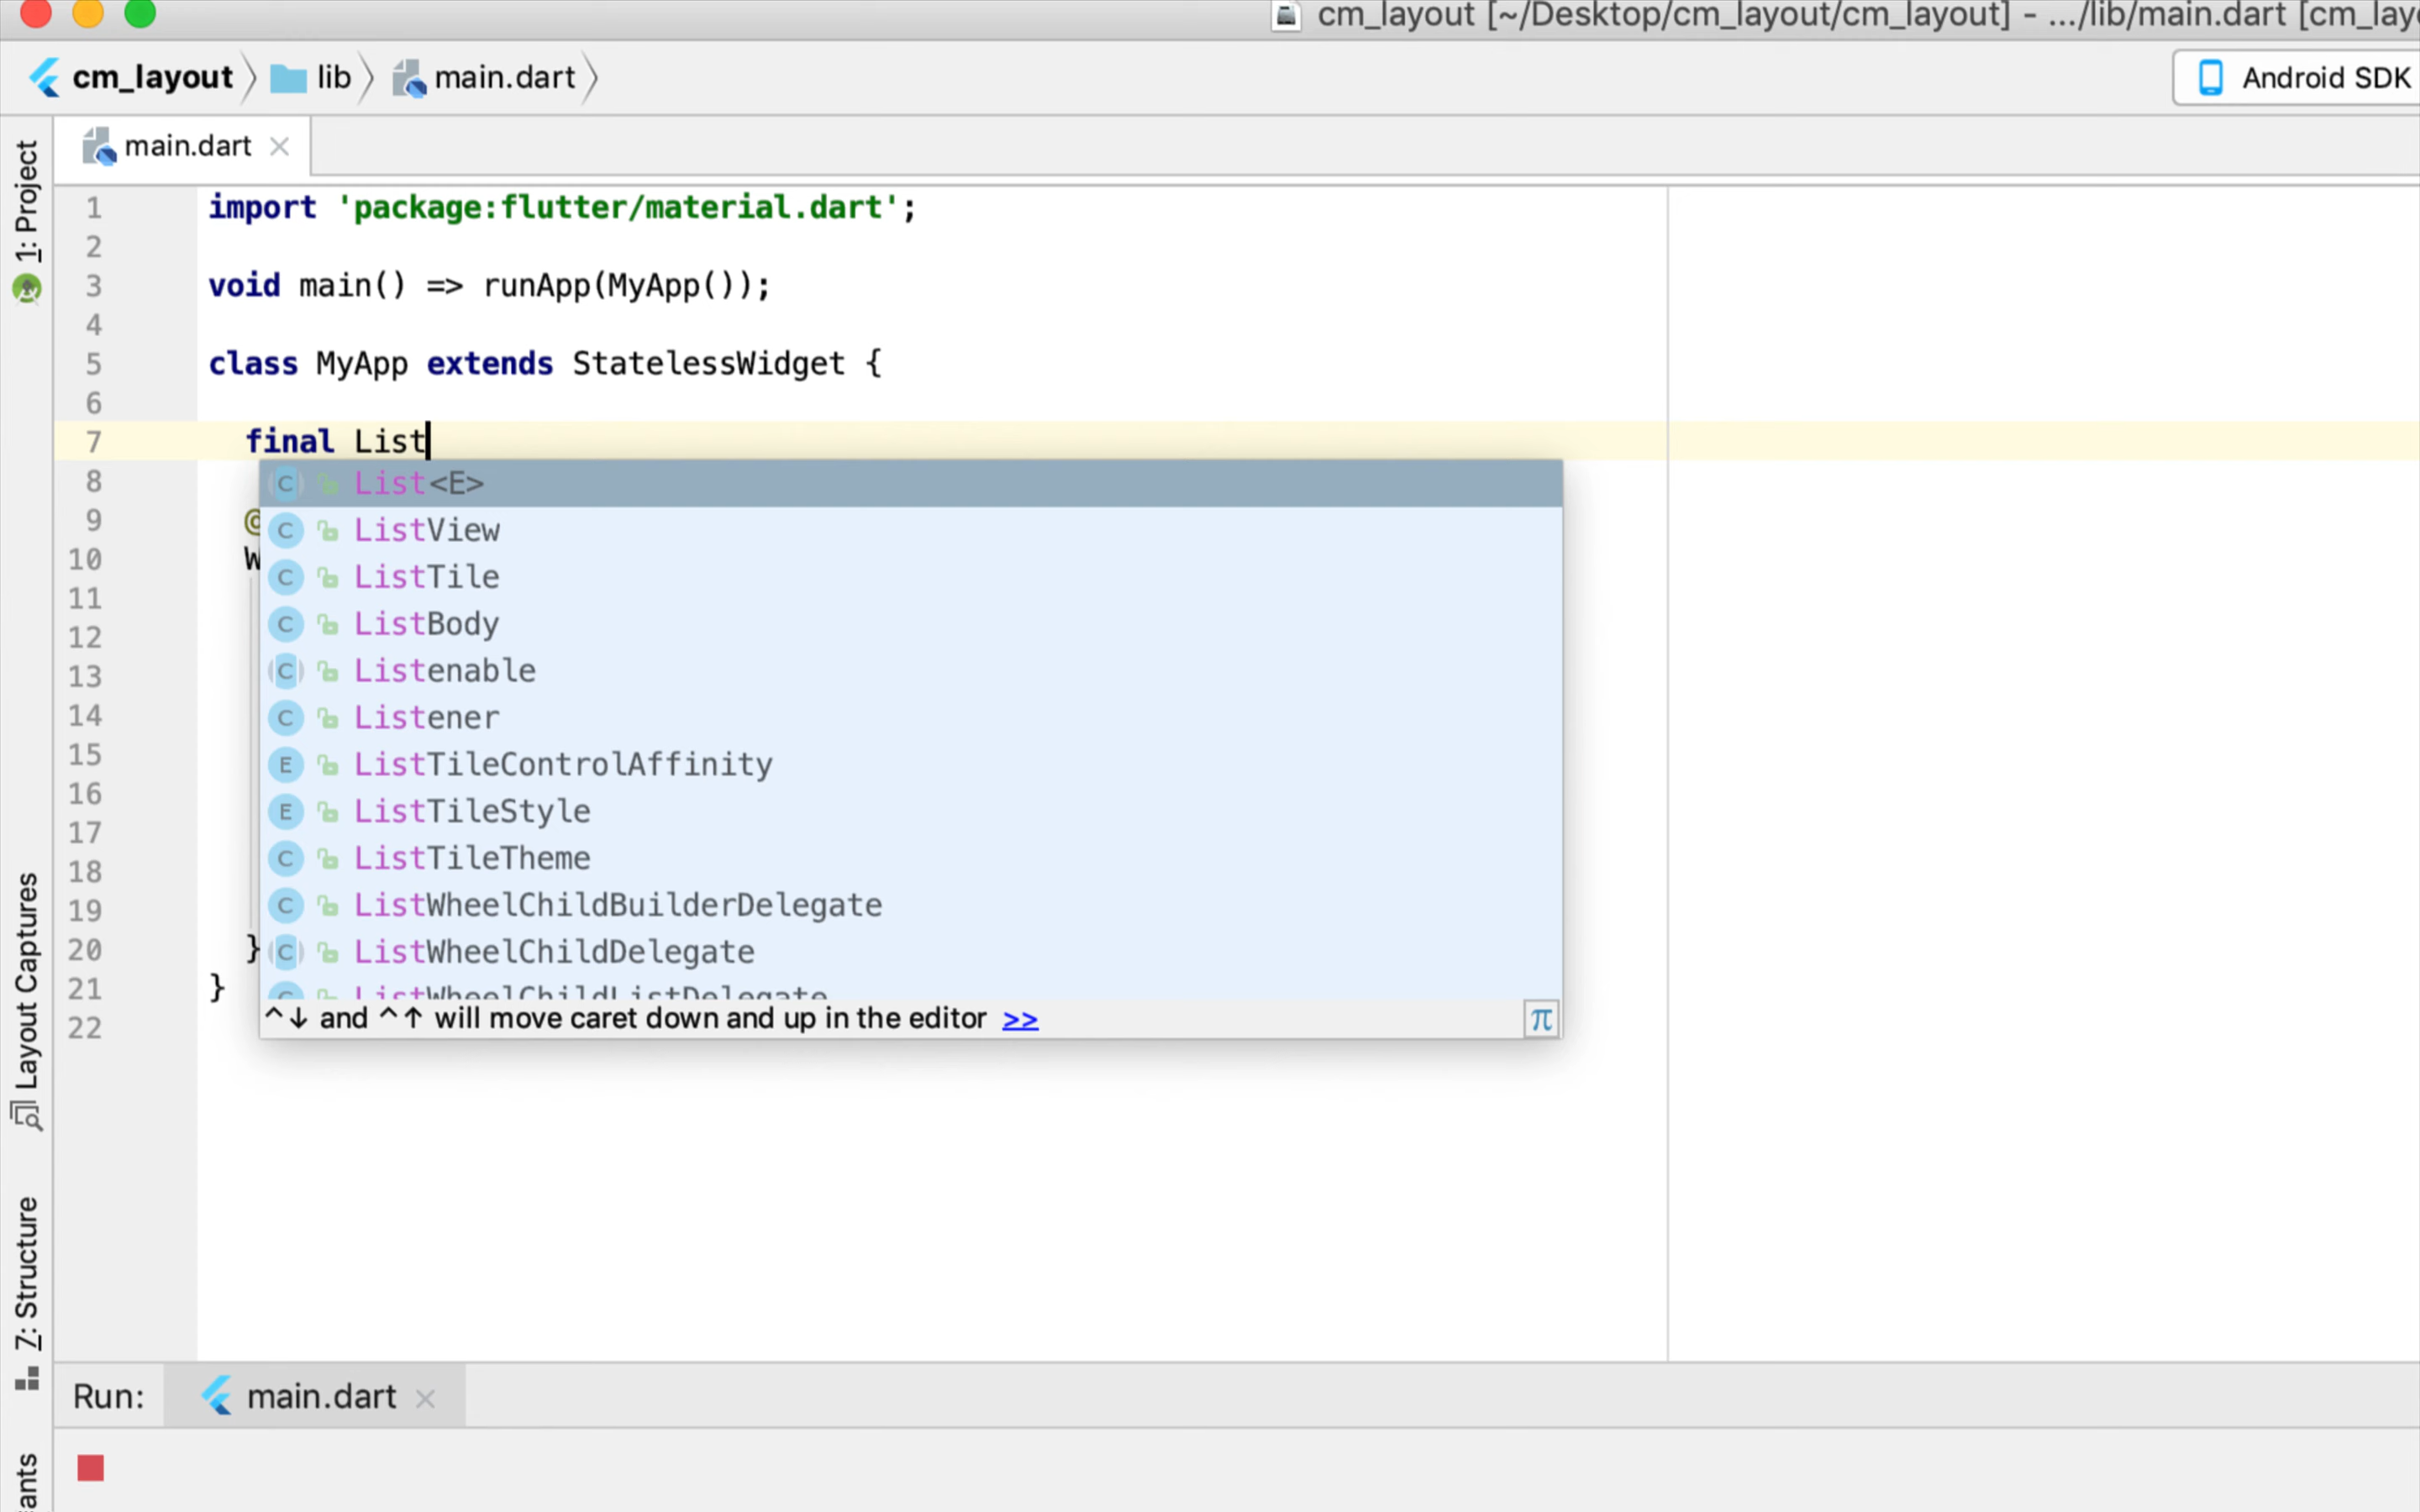 cm_layout [~/Desktop/cm_layout/cm_layout] - .../lib/main.dart [cm_lay
cm_layout lib main.dart
Android SDK
main.dart
1: Project
Layout Captures
Z: Structure
1 import 'package:flutter/material.dart';
2
3 void main() => runApp(MyApp());
4
5 class MyApp extends StatelessWidget {
6
7 final List
8
9 @
10 W
11
12
13
14
15
16
17
18
19
20 }
21 }
22
C List<E>
C ListView
C ListTile
C ListBody
C Listenable
C Listener
E ListTileControlAffinity
E ListTileStyle
C ListTileTheme
C ListWheelChildBuilderDelegate
C ListWheelChildDelegate
C ListWheelChildListDelegate
^↓ and ^↑ will move caret down and up in the editor >>
π
Run: main.dart
ants